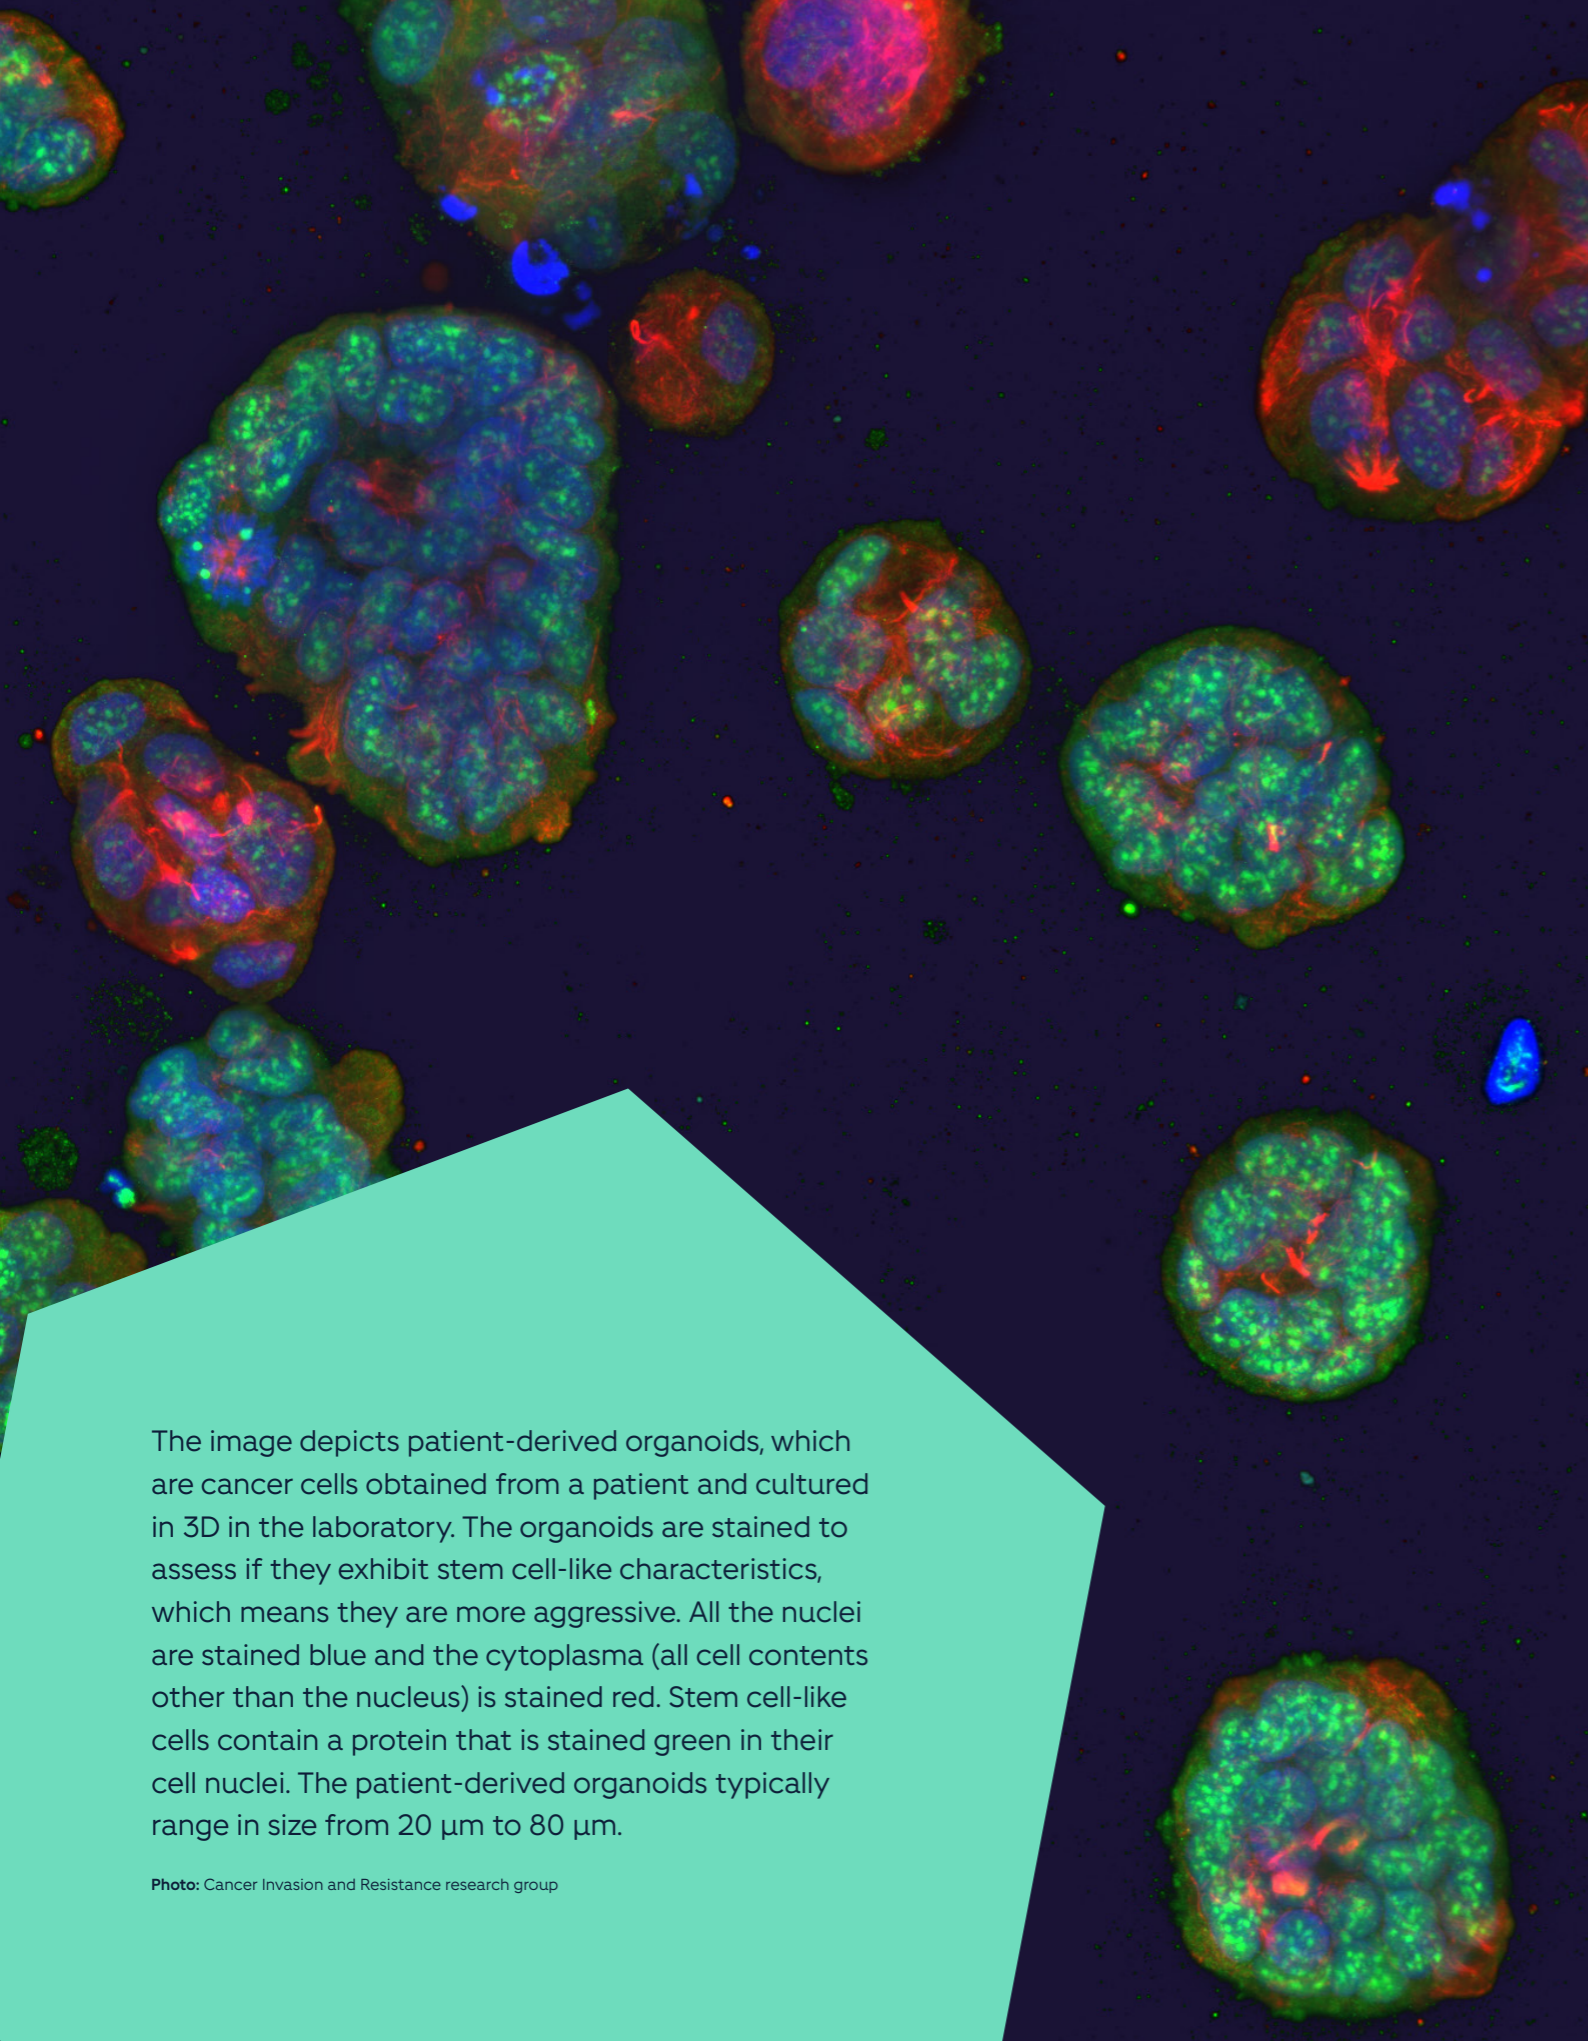 The image depicts patient-derived organoids, which
are cancer cells obtained from a patient and cultured
in 3D in the laboratory. The organoids are stained to
assess if they exhibit stem cell-like characteristics,
which means they are more aggressive. All the nuclei
are stained blue and the cytoplasma (all cell contents
other than the nucleus) is stained red. Stem cell-like
cells contain a protein that is stained green in their
cell nuclei. The patient-derived organoids typically
range in size from 20 µm to 80 µm.
Photo: Cancer Invasion and Resistance research group